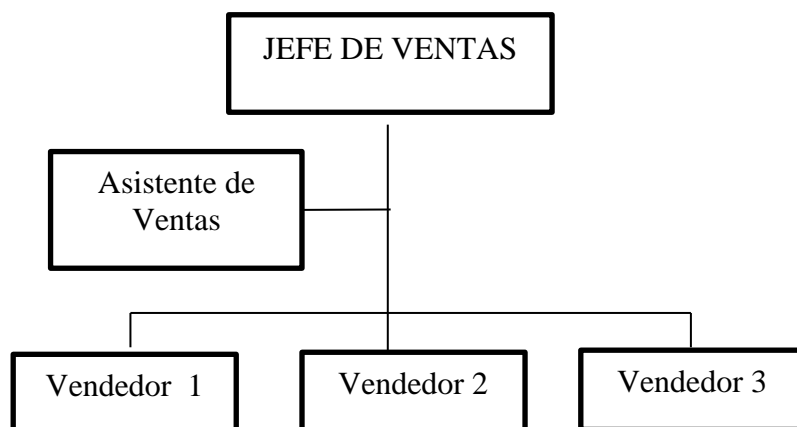 JEFE DE VENTAS
Asistente de
Ventas
Vendedor 1
Vendedor 2
Vendedor 3